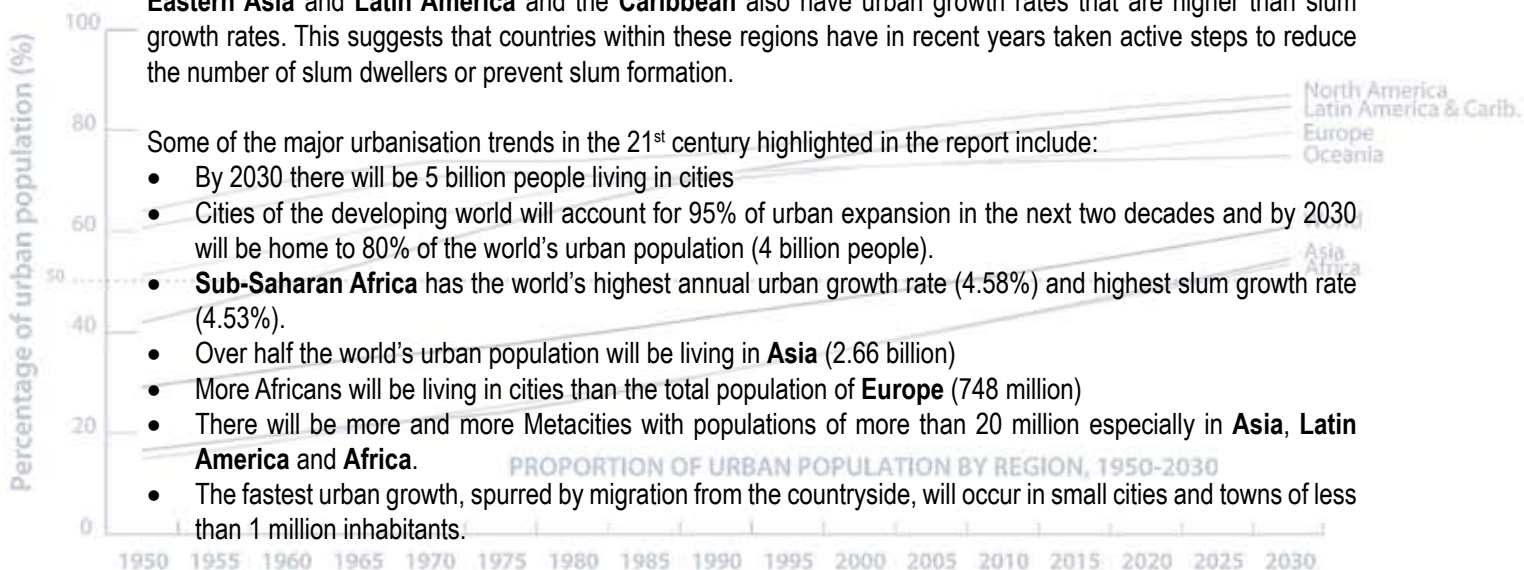 Eastern Asia and Latin America and the Caribbean also have urban growth rates that are higher than slum
growth rates. This suggests that countries within these regions have in recent years taken active steps to reduce
the number of slum dwellers or prevent slum formation.
Some of the major urbanisation trends in the 21st century highlighted in the report include:
• By 2030 there will be 5 billion people living in cities
• Cities of the developing world will account for 95% of urban expansion in the next two decades and by 2030
will be home to 80% of the world's urban population (4 billion people).
• Sub-Saharan Africa has the world's highest annual urban growth rate (4.58%) and highest slum growth rate
(4.53%).
• Over half the world's urban population will be living in Asia (2.66 billion)
• More Africans will be living in cities than the total population of Europe (748 million)
• There will be more and more Metacities with populations of more than 20 million especially in Asia, Latin
America and Africa.
• The fastest urban growth, spurred by migration from the countryside, will occur in small cities and towns of less
than 1 million inhabitants.
Percentage of urban population (%)
100
80
60
50
40
20
0
North America
Latin America & Carib.
Europe
Oceania
World
Asia
Africa
PROPORTION OF URBAN POPULATION BY REGION, 1950-2030
1950 1955 1960 1965 1970 1975 1980 1985 1990 1995 2000 2005 2010 2015 2020 2025 2030